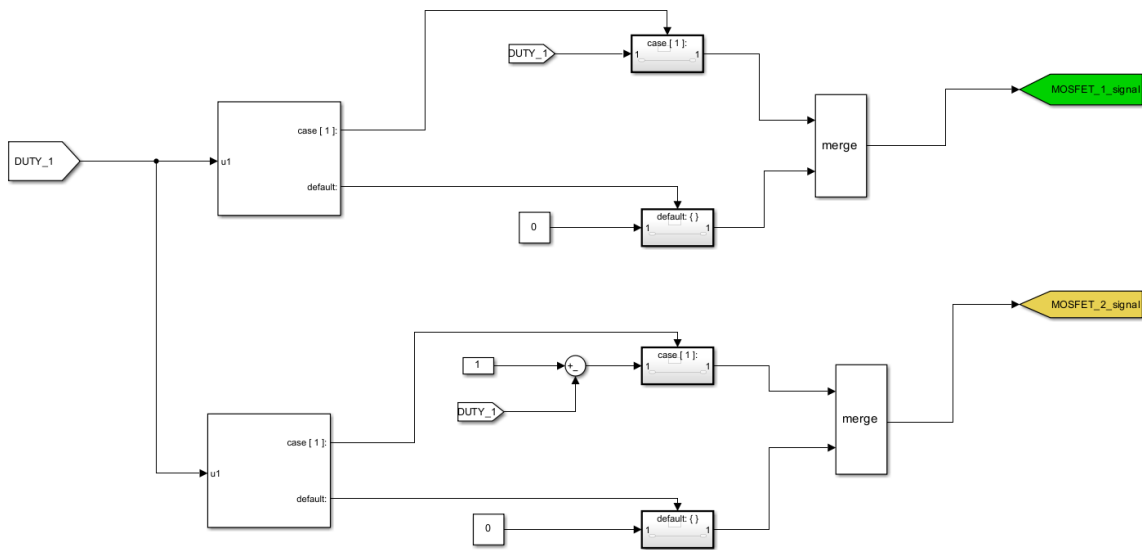 case [ 1 ]:
DUTY_1
1
1
MOSFET_1_signal
case [ 1 ]:
merge
DUTY_1
u1
default:
default: { }
0
1
1
MOSFET_2_signal
case [ 1 ]:
1
+
-
1
1
DUTY_1
merge
case [ 1 ]:
u1
default:
default: { }
0
1
1